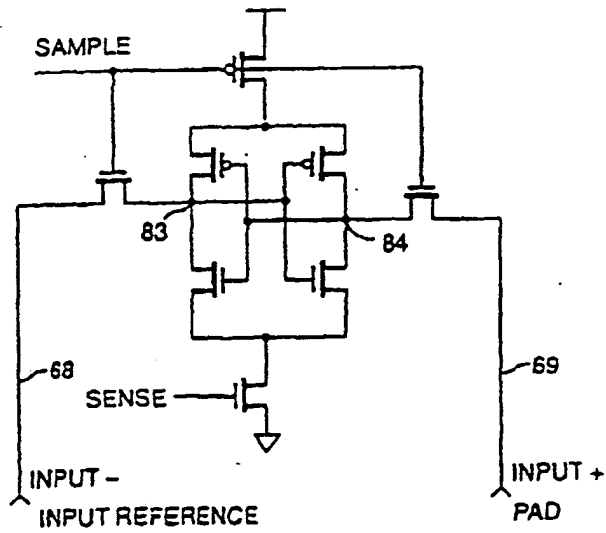 SAMPLE
83
84
68
69
SENSE
INPUT –
INPUT REFERENCE
INPUT +
PAD